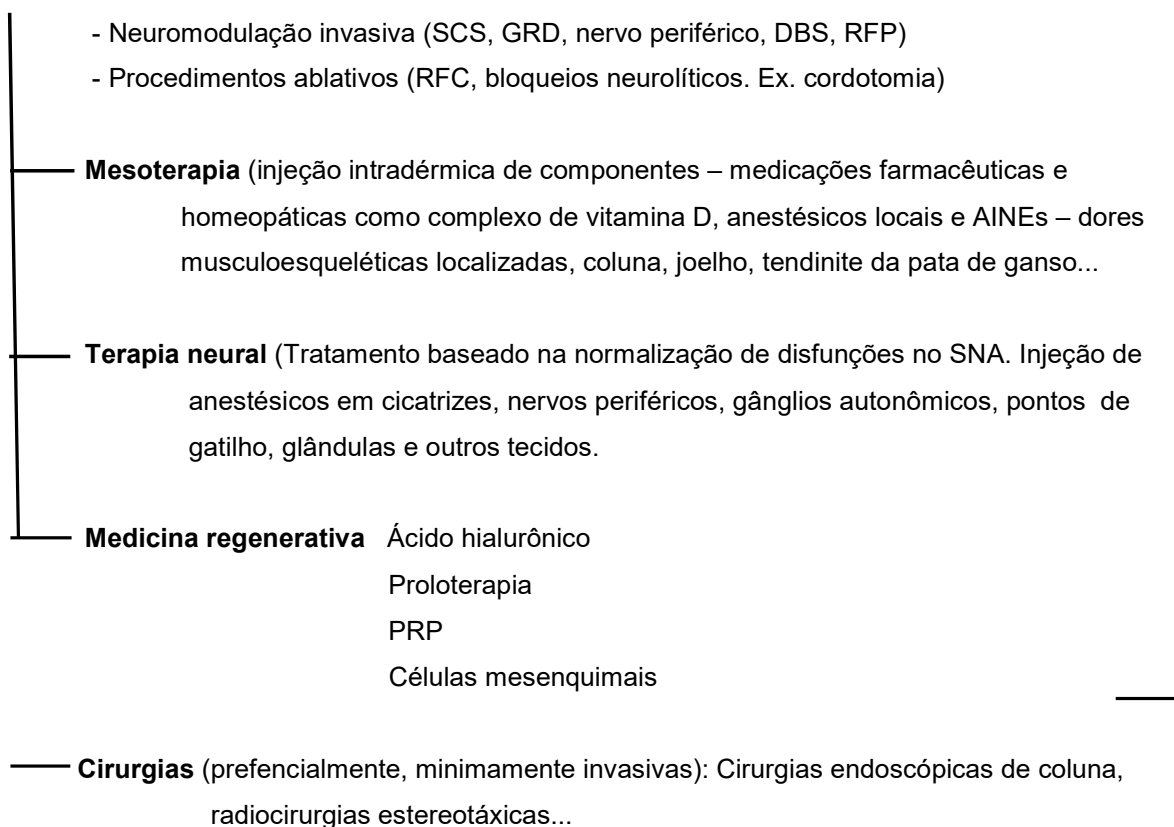 - Neuromodulação invasiva (SCS, GRD, nervo periférico, DBS, RFP)
- Procedimentos ablativos (RFC, bloqueios neurolíticos. Ex. cordotomia)
Mesoterapia (injeção intradérmica de componentes – medicações farmacêuticas e
homeopáticas como complexo de vitamina D, anestésicos locais e AINEs – dores
musculoesqueléticas localizadas, coluna, joelho, tendinite da pata de ganso...
Terapia neural (Tratamento baseado na normalização de disfunções no SNA. Injeção de
anestésicos em cicatrizes, nervos periféricos, gânglios autonômicos, pontos de
gatilho, glândulas e outros tecidos.
Medicina regenerativa Ácido hialurônico
Proloterapia
PRP
Células mesenquimais
Cirurgias (prefencialmente, minimamente invasivas): Cirurgias endoscópicas de coluna,
radiocirurgias estereotáxicas...